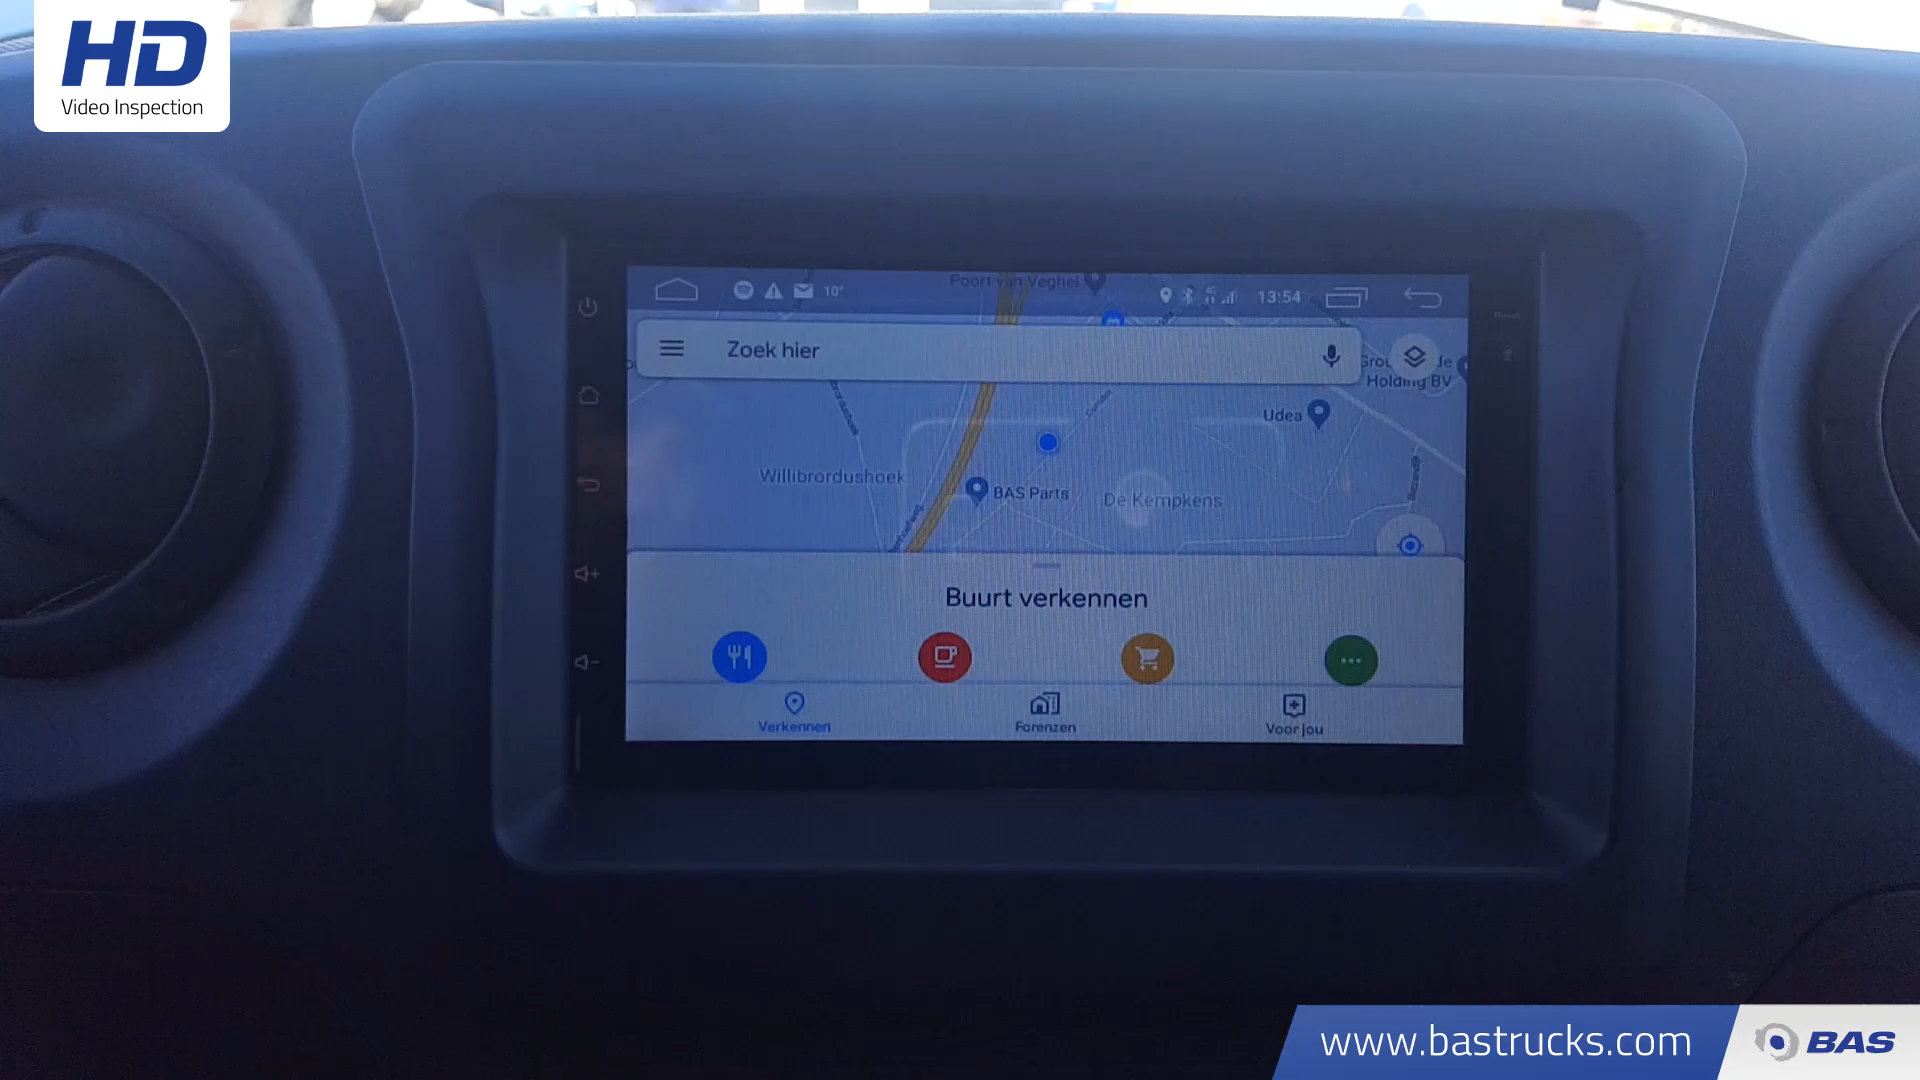 HD
Video Inspection
Poort van Veghel
10°
13:54
Zoek hier
Holding BV
Udea
Willibrordushoek
BAS Parts
De Kempkens
Corridor
Buurt verkennen
Verkennen
Forenzen
Voor jou
www.bastrucks.com
BAS